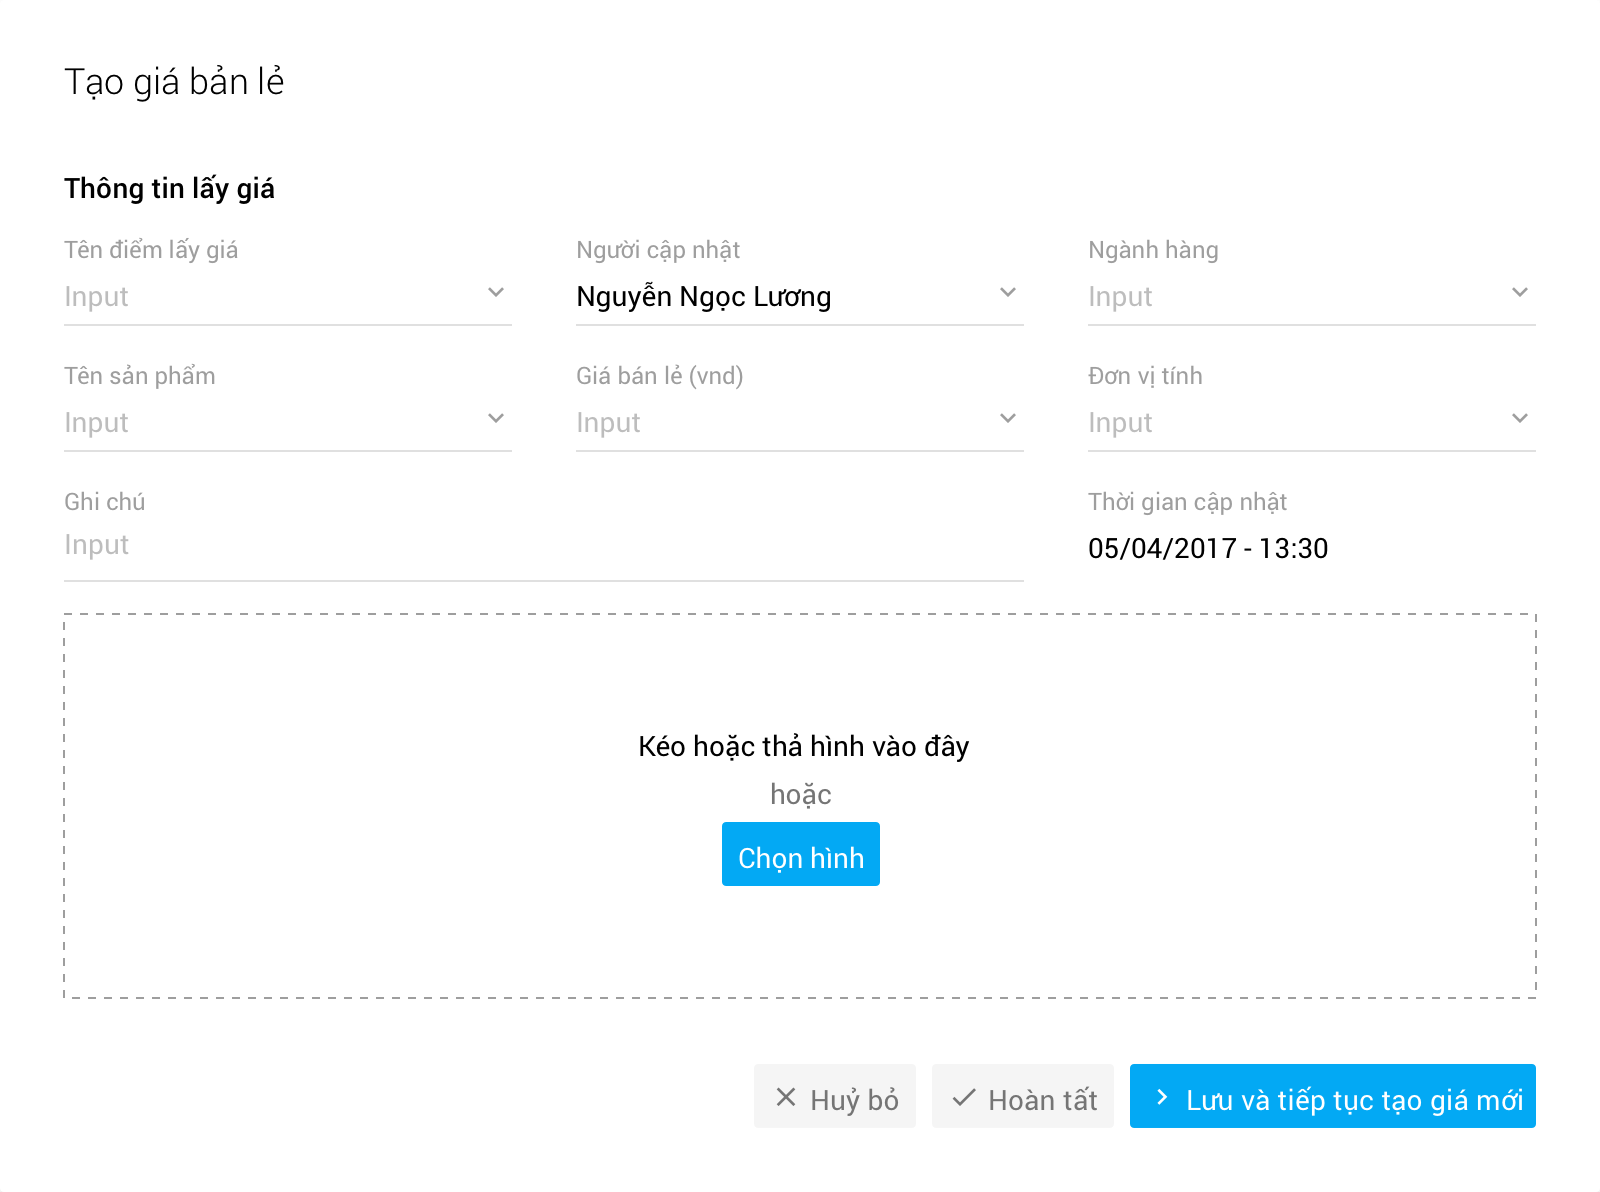 Tạo giá bản lẻ
Thông tin lấy giá
Tên điểm lấy giá
Người cập nhật
Ngành hàng
Input
Nguyễn Ngọc Lương
Input
Tên sản phẩm
Giá bán lẻ (vnd)
Đơn vị tính
Input
Input
Input
Ghi chú
Thời gian cập nhật
Input
05/04/2017 - 13:30
Kéo hoặc thả hình vào đây
hoặc
Chọn hình
Huỷ bỏ
Hoàn tất
Lưu và tiếp tục tạo giá mới